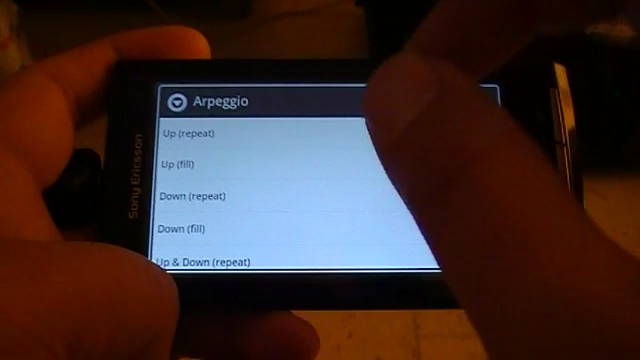 Arpeggio
Up (repeat)
Up (fill)
Down (repeat)
Down (fill)
Up & Down (repeat)
Sony Ericsson